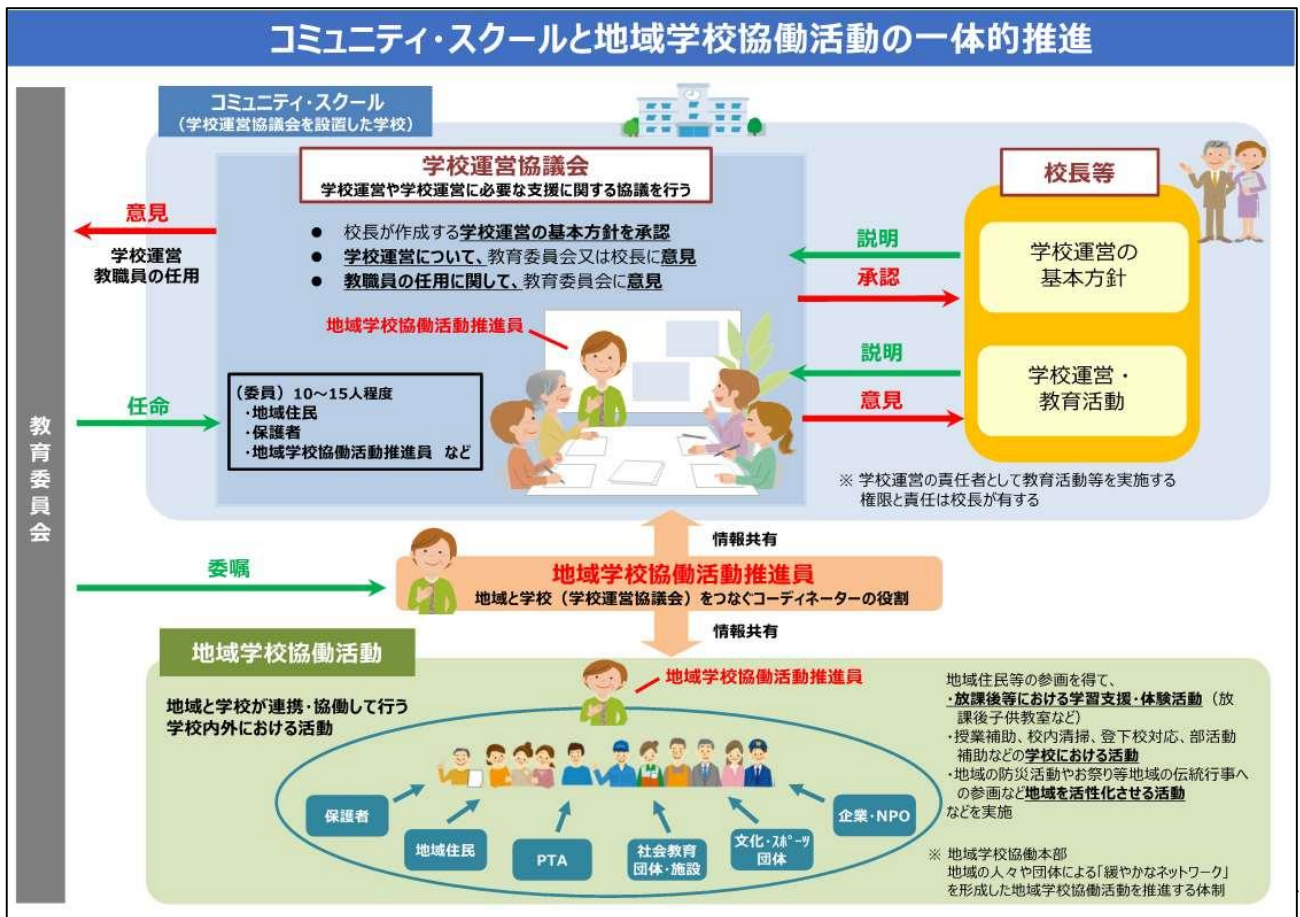 コミュニティ・スクールと地域学校協働活動の一体的推進
教育委員会
コミュニティ・スクール
（学校運営協議会を設置した学校）
学校運営協議会
学校運営や学校運営に必要な支援に関する協議を行う
● 校長が作成する学校運営の基本方針を承認
● 学校運営について、教育委員会又は校長に意見
● 教職員の任用に関して、教育委員会に意見
意見
学校運営
教職員の任用
任命
地域学校協働活動推進員
（委員）10～15人程度
・地域住民
・保護者
・地域学校協働活動推進員 など
説明
承認
説明
意見
校長等
学校運営の
基本方針
学校運営・
教育活動
※ 学校運営の責任者として教育活動等を実施する
権限と責任は校長が有する
情報共有
委嘱
地域学校協働活動推進員
地域と学校（学校運営協議会）をつなぐコーディネーターの役割
情報共有
地域学校協働活動
地域と学校が連携・協働して行う
学校内外における活動
地域学校協働活動推進員
保護者
地域住民
PTA
社会教育
団体・施設
文化・ｽﾎﾟｰﾂ
団体
企業・NPO
地域住民等の参画を得て、
・放課後等における学習支援・体験活動（放
課後子供教室など）
・授業補助、校内清掃、登下校対応、部活動
補助などの学校における活動
・地域の防災活動やお祭り等地域の伝統行事へ
の参画など地域を活性化させる活動
などを実施
※ 地域学校協働本部
地域の人々や団体による「緩やかなネットワーク」
を形成した地域学校協働活動を推進する体制